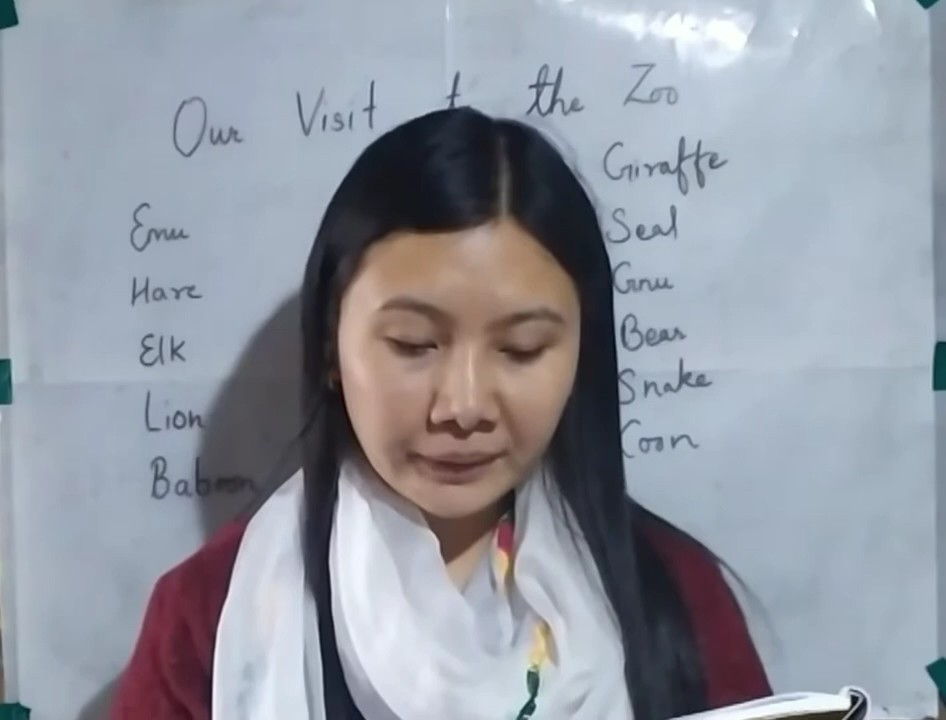 Our Visit t the Zoo
Giraffe
Emu
Seal
Hare
Gnu
Elk
Bear
Lion
Snake
Baboon
Coon